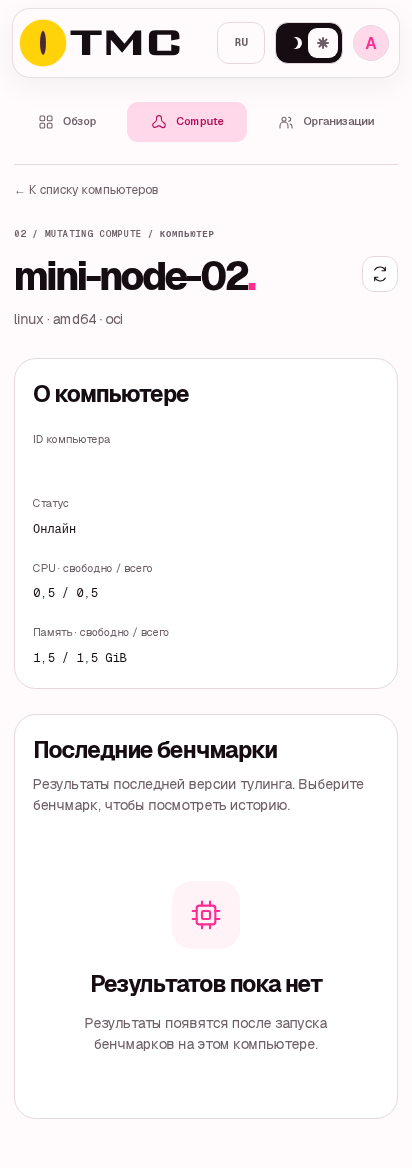 TMC
RU
A
Обзор
Compute
Организации
← К списку компьютеров
02 / MUTATING COMPUTE / КОМПЬЮТЕР
mini-node-02.
linux · amd64 · oci
О компьютере
ID компьютера
Статус
Онлайн
CPU · свободно / всего
0,5 / 0,5
Память · свободно / всего
1,5 / 1,5 GiB
Последние бенчмарки
Результаты последней версии тулинга. Выберите
бенчмарк, чтобы посмотреть историю.
Результатов пока нет
Результаты появятся после запуска
бенчмарков на этом компьютере.